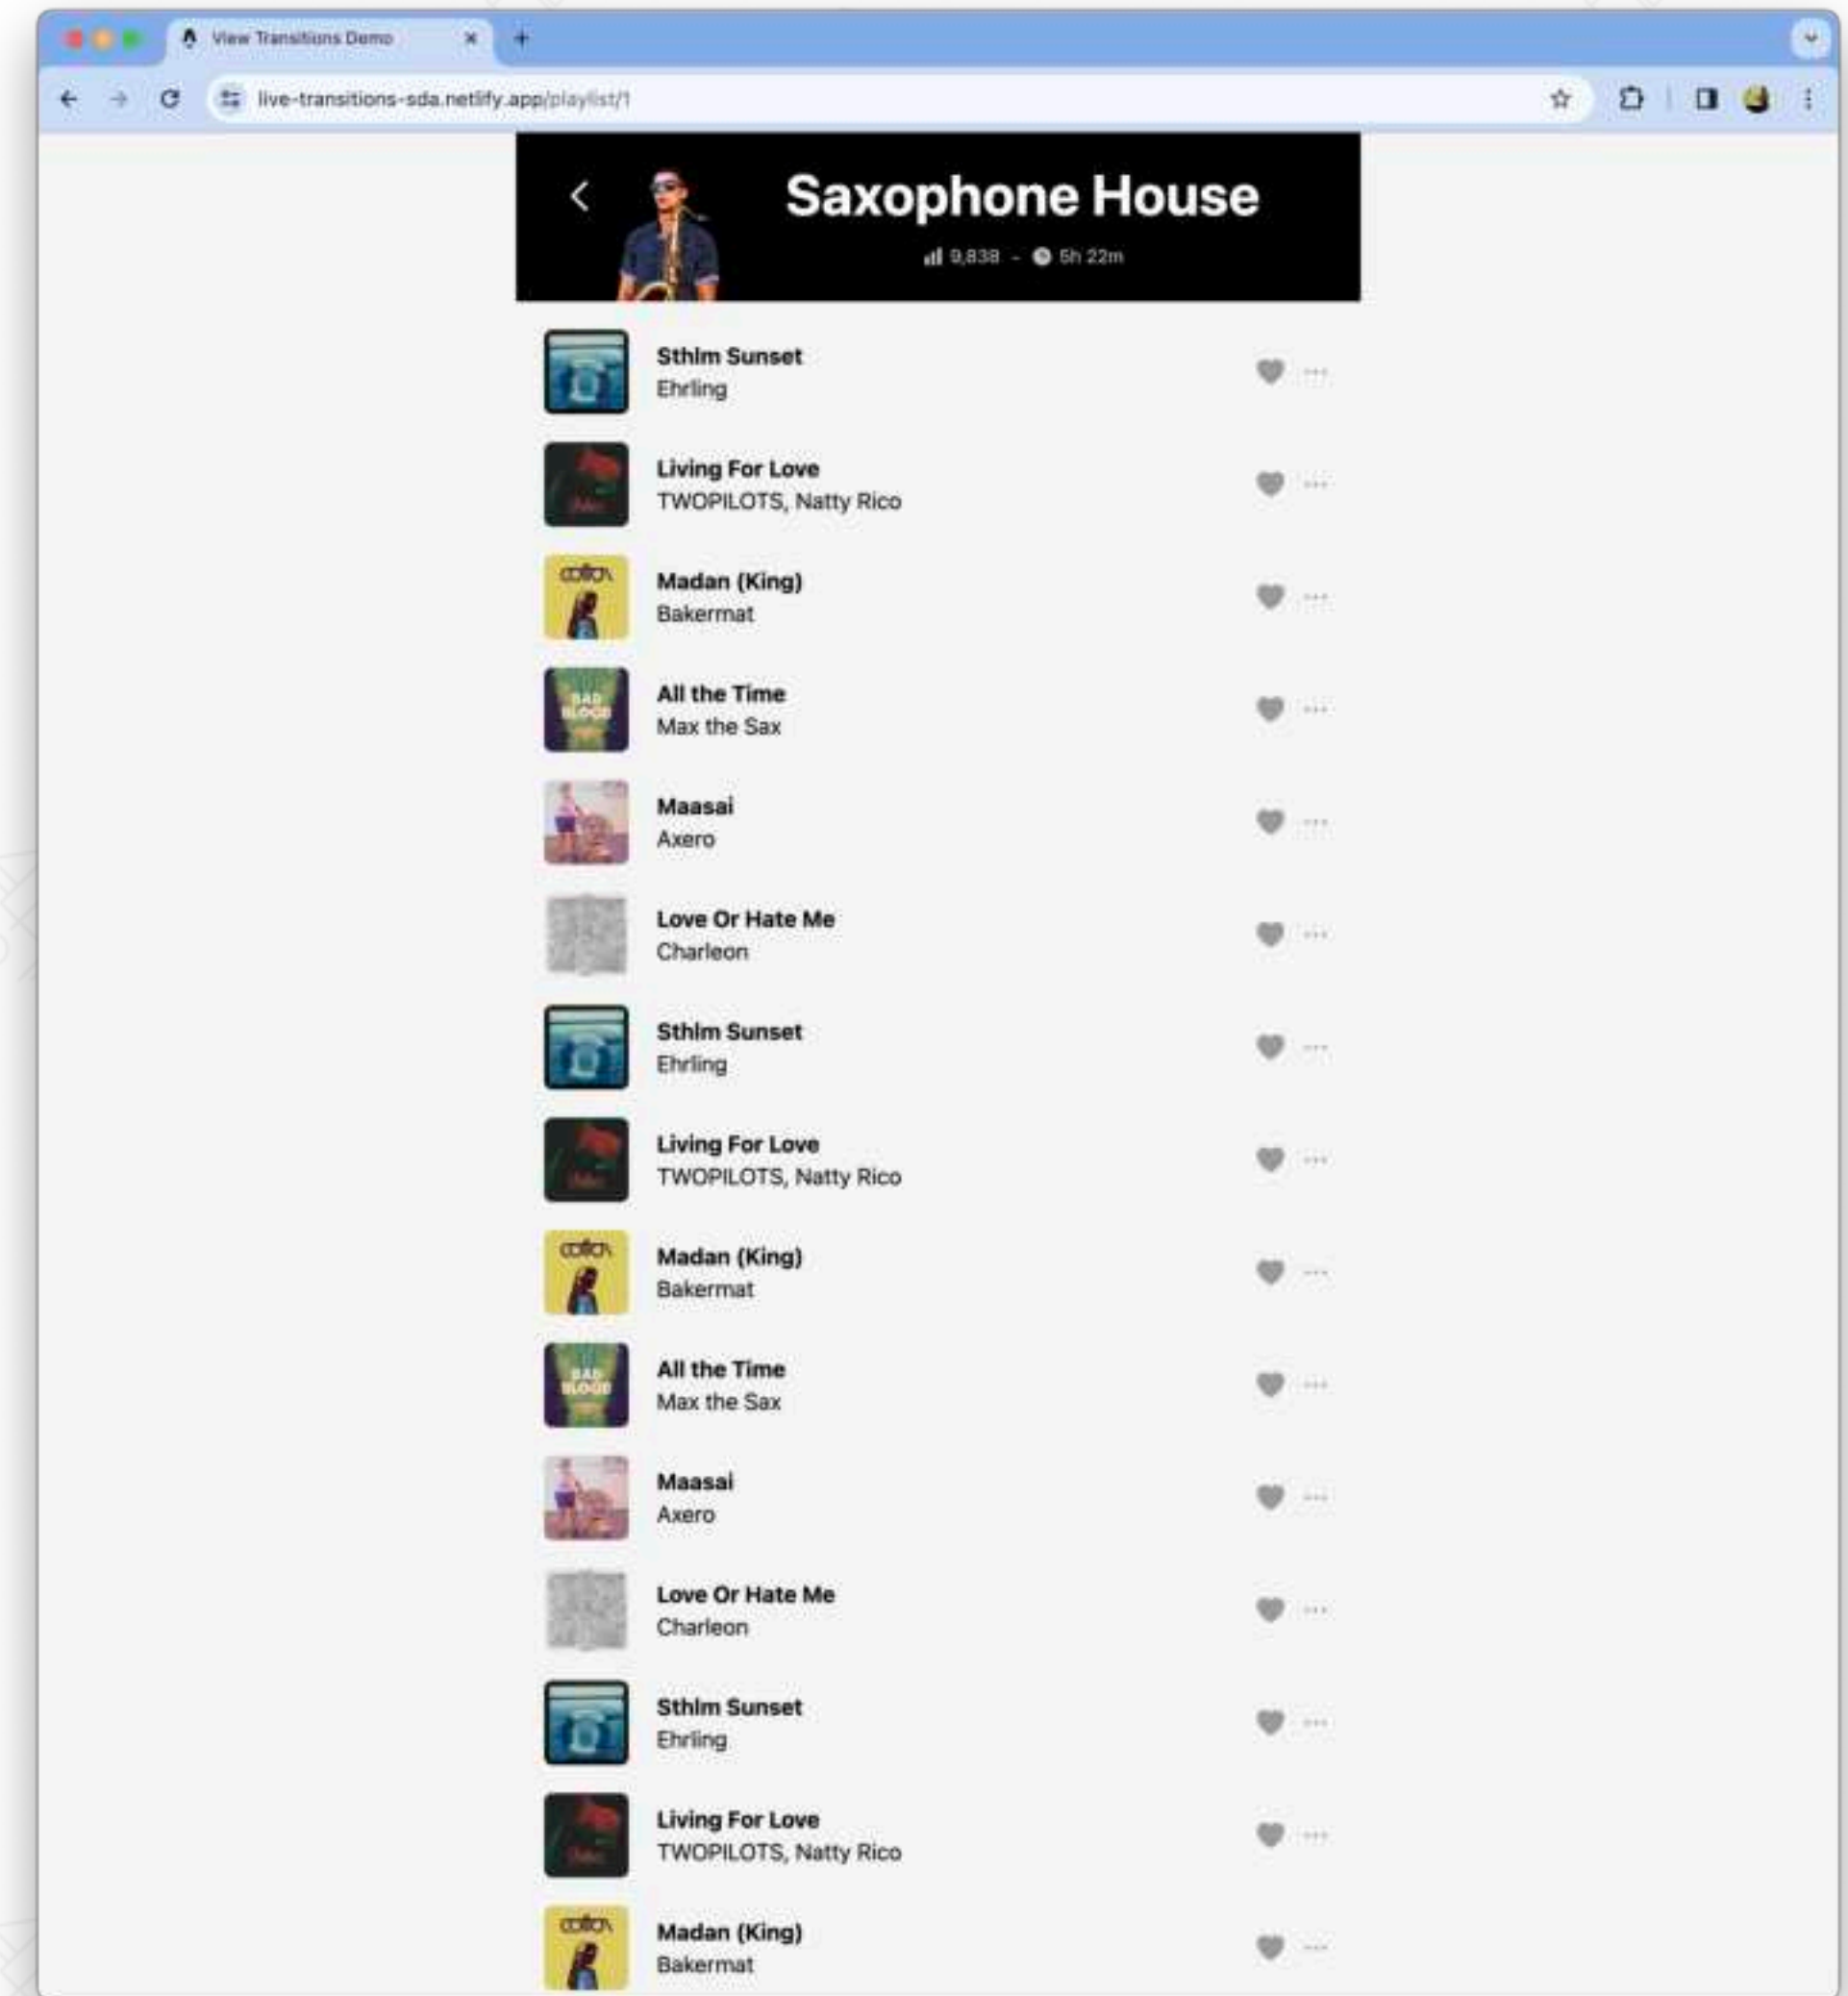 View Transitions Demo
live-transitions-sda.netlify.app/playlist/1
Saxophone House
9,838 - 5h 22m
Sthlm Sunset
Ehrling
Living For Love
TWOPILOTS, Natty Rico
Madan (King)
Bakermat
All the Time
Max the Sax
Maasai
Axero
Love Or Hate Me
Charleon
Sthlm Sunset
Ehrling
Living For Love
TWOPILOTS, Natty Rico
Madan (King)
Bakermat
BAD
BLOOD
All the Time
Max the Sax
Maasai
Axero
Love Or Hate Me
Charleon
Sthlm Sunset
Ehrling
Living For Love
TWOPILOTS, Natty Rico
Madan (King)
Bakermat